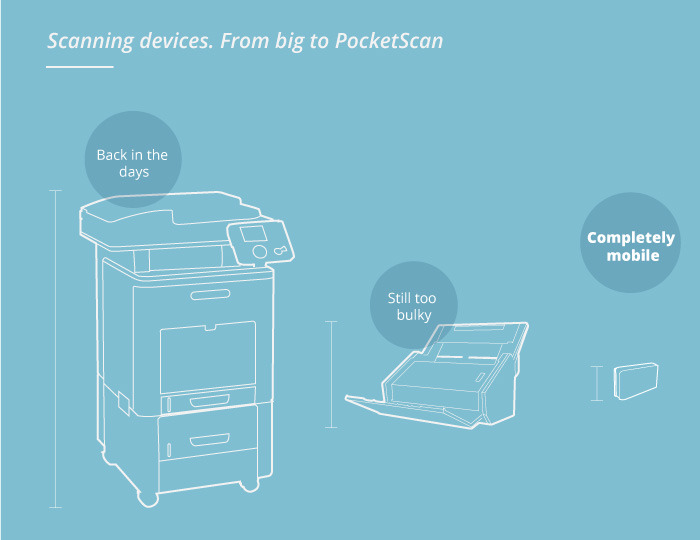 Scanning devices. From big to PocketScan
Back in the
days
Still too
bulky
Completely
mobile